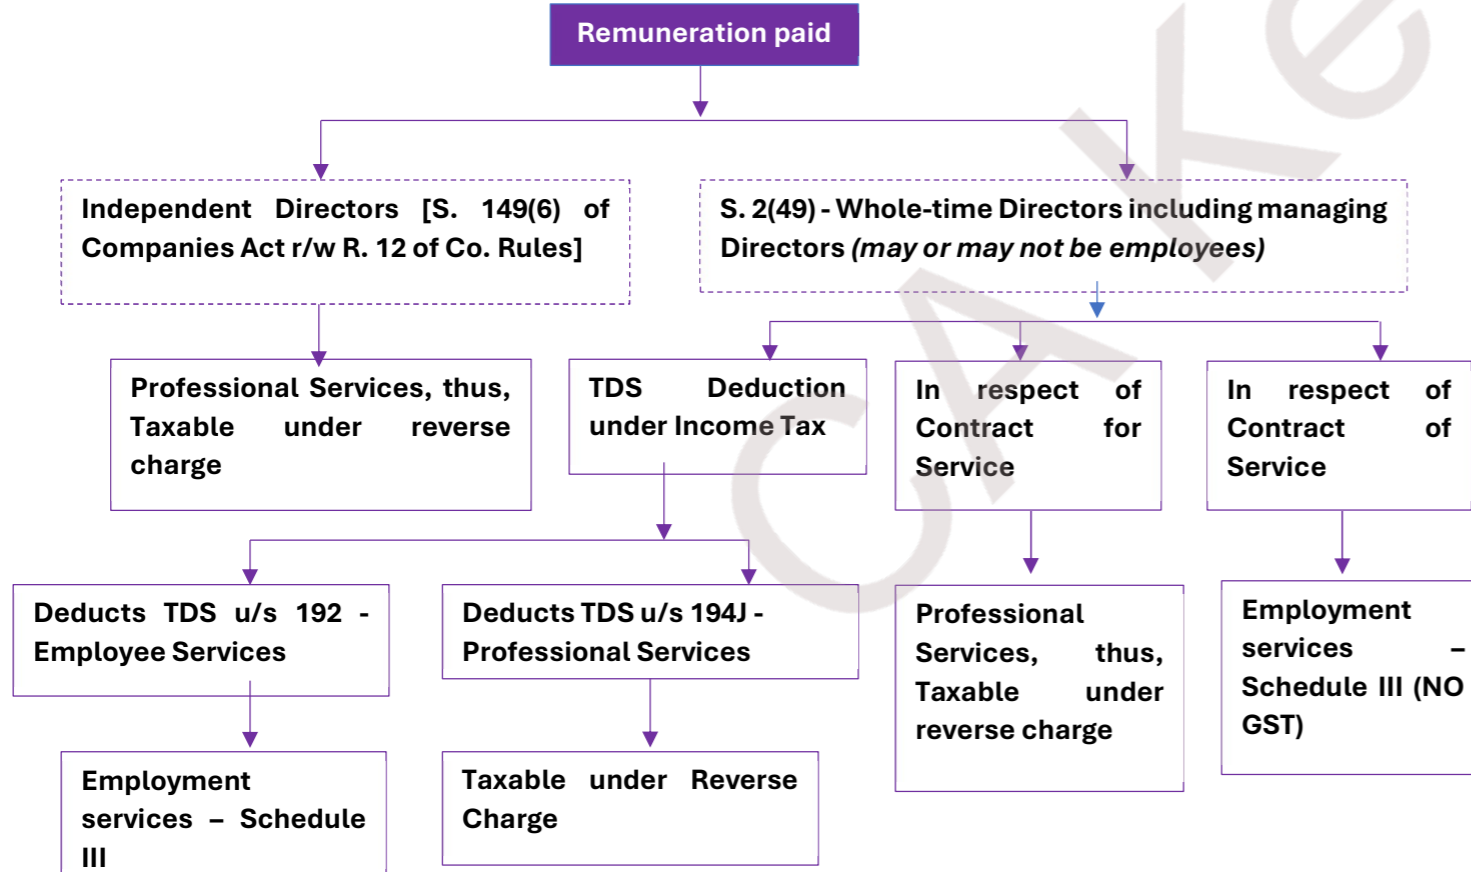 Remuneration paid
Independent Directors [S. 149(6) of
Companies Act r/w R. 12 of Co. Rules]
S. 2(49) - Whole-time Directors including managing
Directors (may or may not be employees)
Professional Services, thus,
Taxable under reverse
charge
TDS Deduction
under Income Tax
In respect of
Contract for
Service
In respect of
Contract of
Service
Deducts TDS u/s 192 -
Employee Services
Deducts TDS u/s 194J -
Professional Services
Professional
Services, thus,
Taxable under
reverse charge
Employment
services –
Schedule III (NO
GST)
Employment
services – Schedule
III
Taxable under Reverse
Charge
CA Ke